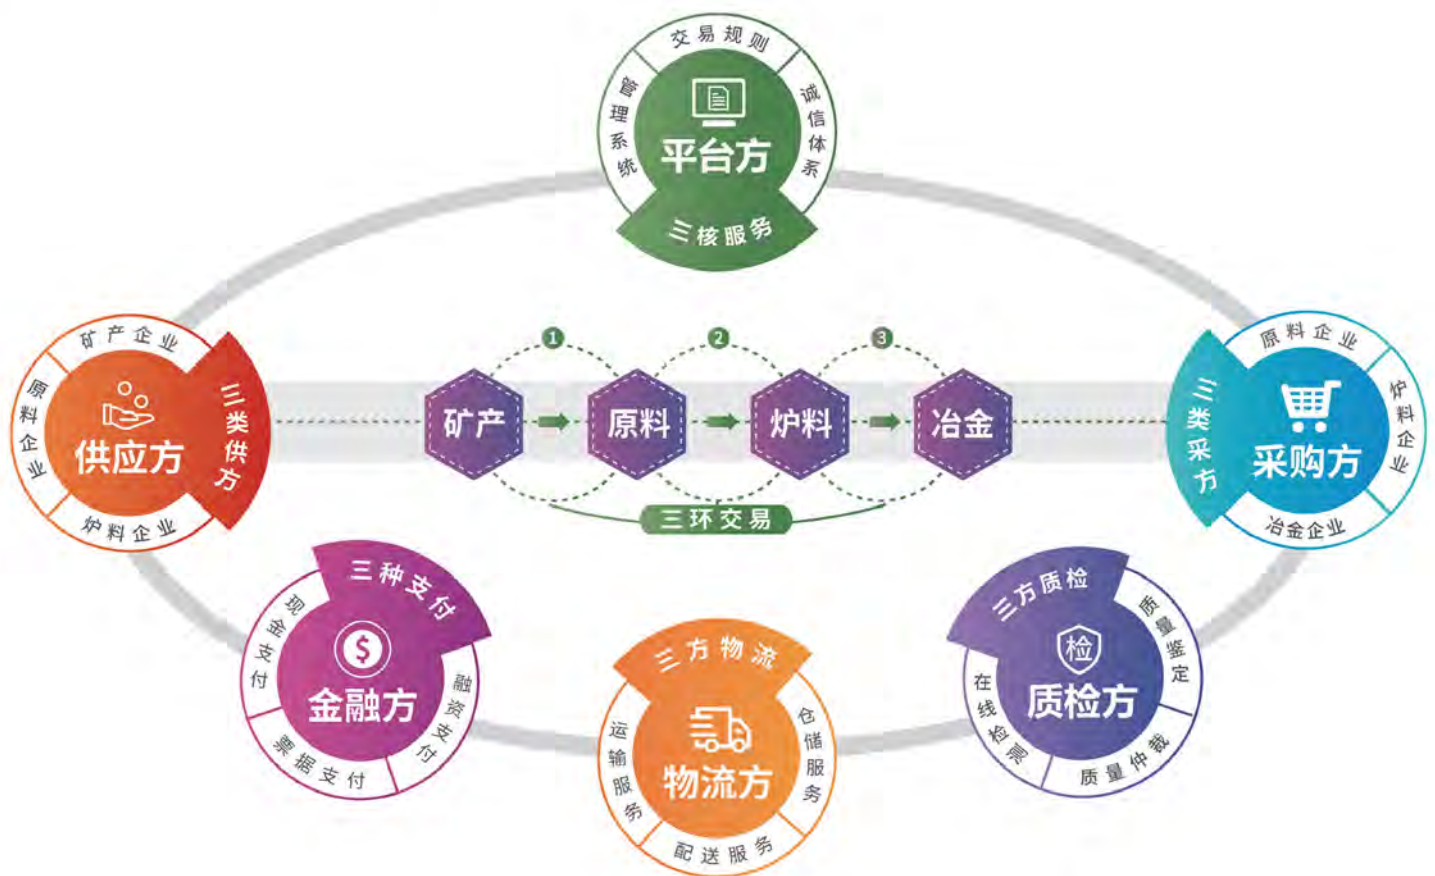 交易规则
管理系统
诚信体系
平台方
三核服务
矿产企业
原料企业
供应方
三类供方
炉料企业
1
2
3
矿产
原料
炉料
冶金
三环交易
原料企业
三类采方
采购方
炉料企业
冶金企业
三种支付
现金支付
金融方
融资支付
票据支付
三方物流
运输服务
物流方
仓储服务
配送服务
三方质检
检
质量鉴定
质检方
在线检测
质量仲裁